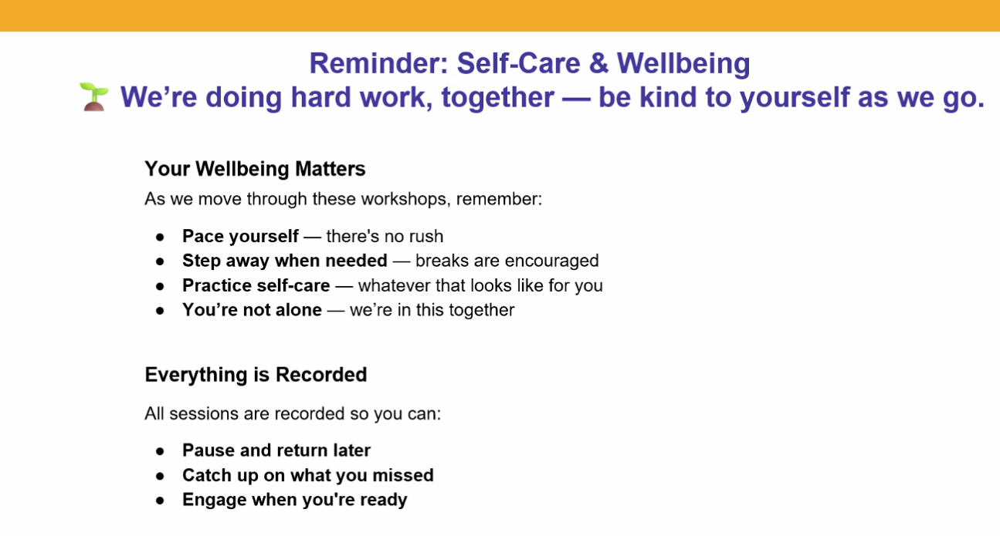 Reminder: Self-Care & Wellbeing
🌱 We’re doing hard work, together — be kind to yourself as we go.
Your Wellbeing Matters
As we move through these workshops, remember:
● Pace yourself — there's no rush
● Step away when needed — breaks are encouraged
● Practice self-care — whatever that looks like for you
● You’re not alone — we’re in this together
Everything is Recorded
All sessions are recorded so you can:
● Pause and return later
● Catch up on what you missed
● Engage when you're ready